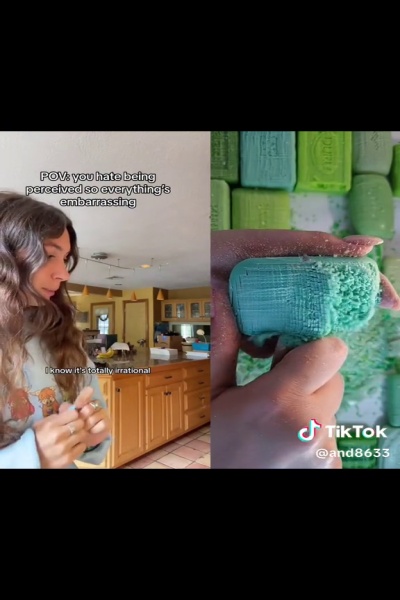 POV: you hate being
perceived so everything's
embarrassing
I know it's totally irrational
TikTok
@and8633